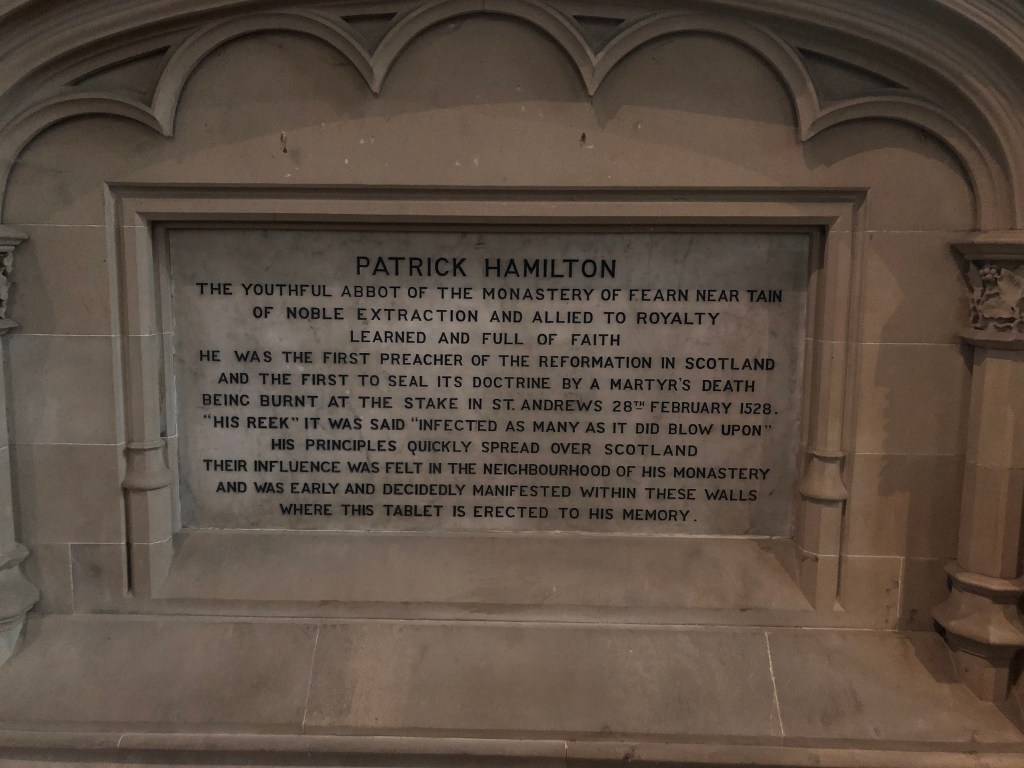 PATRICK HAMILTON
THE YOUTHFUL ABBOT OF THE MONASTERY OF FEARN NEAR TAIN
OF NOBLE EXTRACTION AND ALLIED TO ROYALTY
LEARNED AND FULL OF FAITH
HE WAS THE FIRST PREACHER OF THE REFORMATION IN SCOTLAND
AND THE FIRST TO SEAL ITS DOCTRINE BY A MARTYR'S DEATH
BEING BURNT AT THE STAKE IN ST. ANDREWS 28TH FEBRUARY 1528.
"HIS REEK" IT WAS SAID "INFECTED AS MANY AS IT DID BLOW UPON"
HIS PRINCIPLES QUICKLY SPREAD OVER SCOTLAND
THEIR INFLUENCE WAS FELT IN THE NEIGHBOURHOOD OF HIS MONASTERY
AND WAS EARLY AND DECIDEDLY MANIFESTED WITHIN THESE WALLS
WHERE THIS TABLET IS ERECTED TO HIS MEMORY.